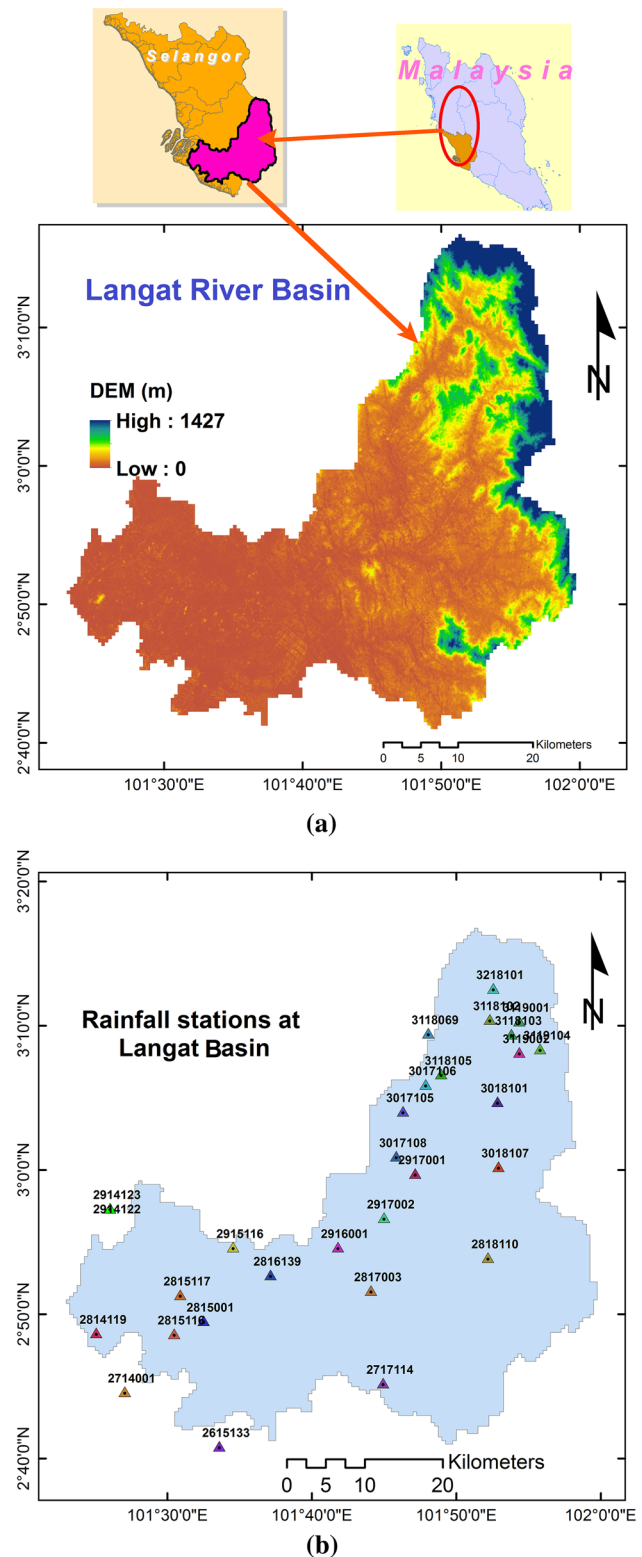 Selangor
Malaysia
Langat River Basin
DEM (m)
High : 1427
Low : 0
N
3°10'0"N
3°0'0"N
2°50'0"N
2°40'0"N
Kilometers
0 5 10 20
101°30'0"E 101°40'0"E 101°50'0"E 102°0'0"E
(a)
3°20'0"N
N
Rainfall stations at
Langat Basin
3218101
3118102
3119001
3118069
3118103
3119002
3119104
3118105
3017106
3018101
3017105
3017108
2917001
3018107
2914123
2914122
2917002
2915116
2916001
2818110
2816139
2815117
2817003
2815001
2814119
2815116
2714001
2717114
2615133
3°10'0"N
3°0'0"N
2°50'0"N
2°40'0"N
Kilometers
0 5 10 20
101°30'0"E 101°40'0"E 101°50'0"E 102°0'0"E
(b)